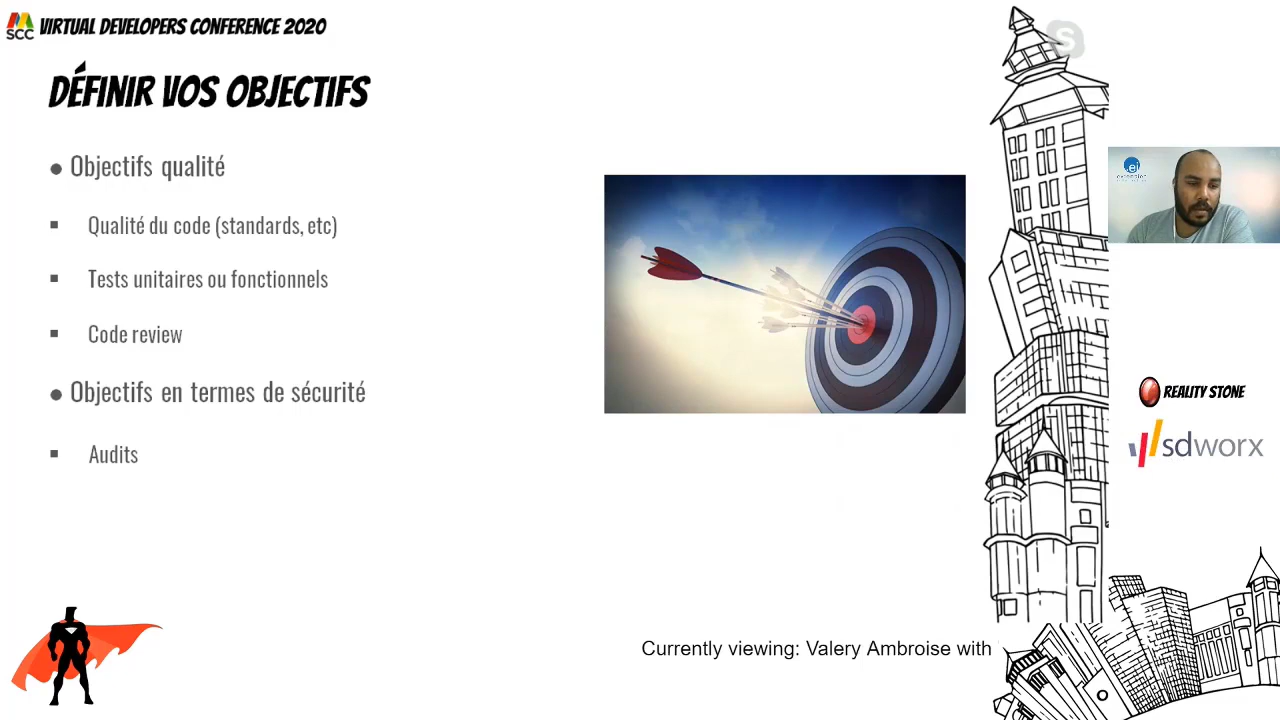 SCC VIRTUAL DEVELOPERS CONFERENCE 2020
DÉFINIR VOS OBJECTIFS
● Objectifs qualité
▪ Qualité du code (standards, etc)
▪ Tests unitaires ou fonctionnels
▪ Code review
● Objectifs en termes de sécurité
▪ Audits
S
ei
REALITY STONE
sdworx
Currently viewing: Valery Ambroise with